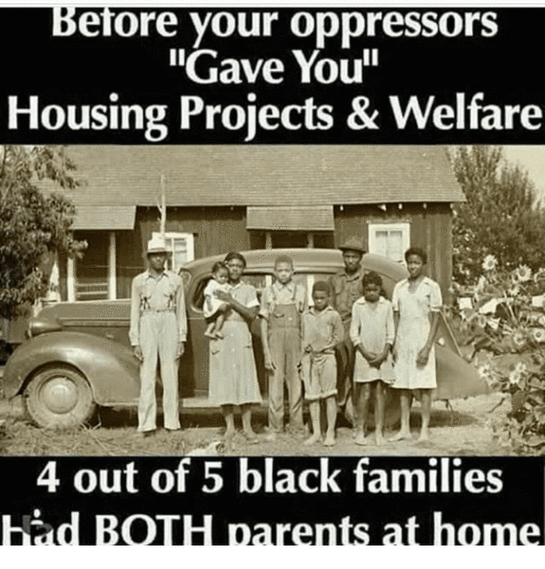 Before your oppressors
"Gave You"
Housing Projects & Welfare
4 out of 5 black families
Had BOTH parents at home